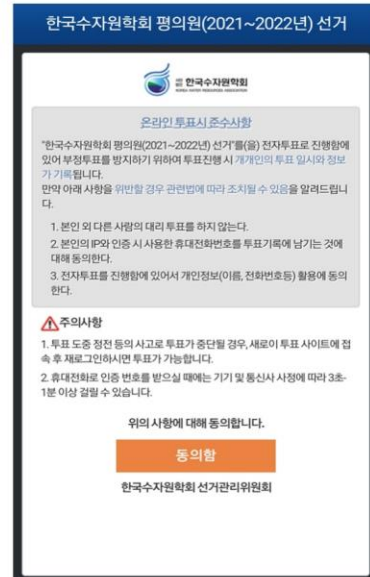 한국수자원학회 평의원(2021~2022년) 선거
한국수자원학회
KOREA WATER RESOURCES ASSOCIATION
온라인 투표시 준수사항
"한국수자원학회 평의원(2021~2022년) 선거"를(을) 전자투표로 진행함에
있어 부정투표를 방지하기 위하여 투표진행 시 개개인의 투표 일시와 정보
가 기록됩니다.
만약 아래 사항을 위반할 경우 관련법에 따라 조치될 수 있음을 알려드립니
다.
1. 본인 외 다른 사람의 대리 투표를 하지 않는다.
2. 본인의 IP와 인증 시 사용한 휴대전화번호를 투표기록에 남기는 것에
대해 동의한다.
3. 전자투표를 진행함에 있어서 개인정보(이름, 전화번호등) 활용에 동의
한다.
주의사항
1. 투표 도중 정전 등의 사고로 투표가 중단될 경우, 새로이 투표 사이트에 접
속 후 재로그인하시면 투표가 가능합니다.
2. 휴대전화로 인증 번호를 받으실 때에는 기기 및 통신사 사정에 따라 3초-
1분 이상 걸릴 수 있습니다.
위의 사항에 대해 동의합니다.
동의함
한국수자원학회 선거관리위원회